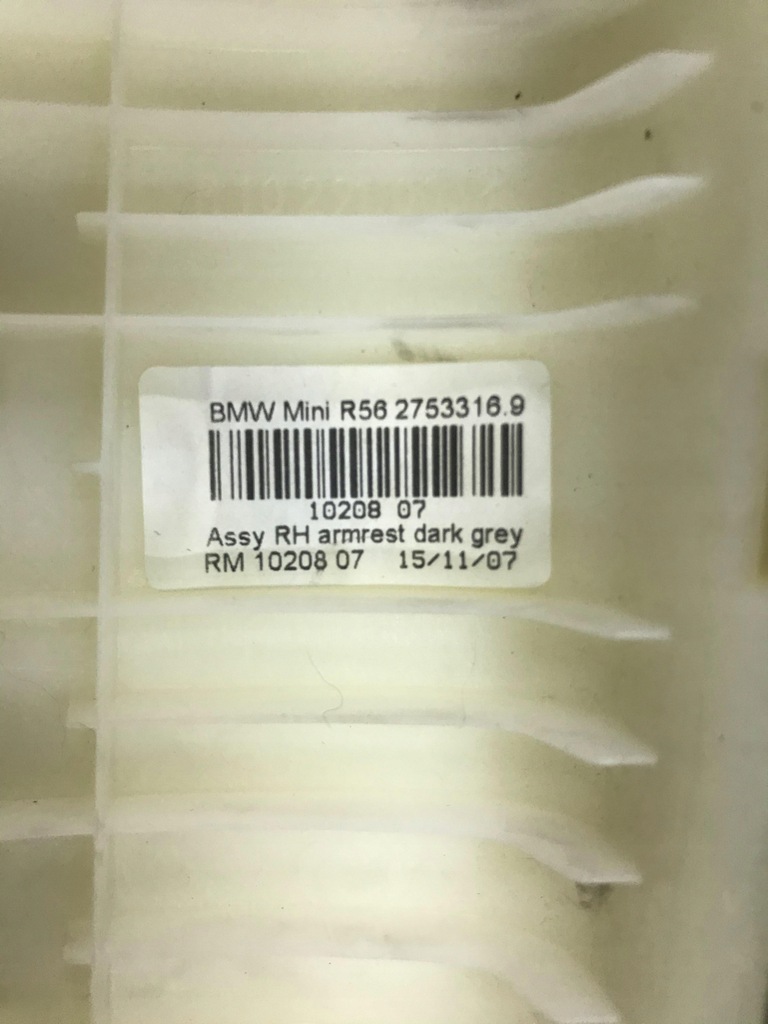 BMW Mini R56 2753316.9
10208 07
Assy RH armrest dark grey
RM 10208 07 15/11/07